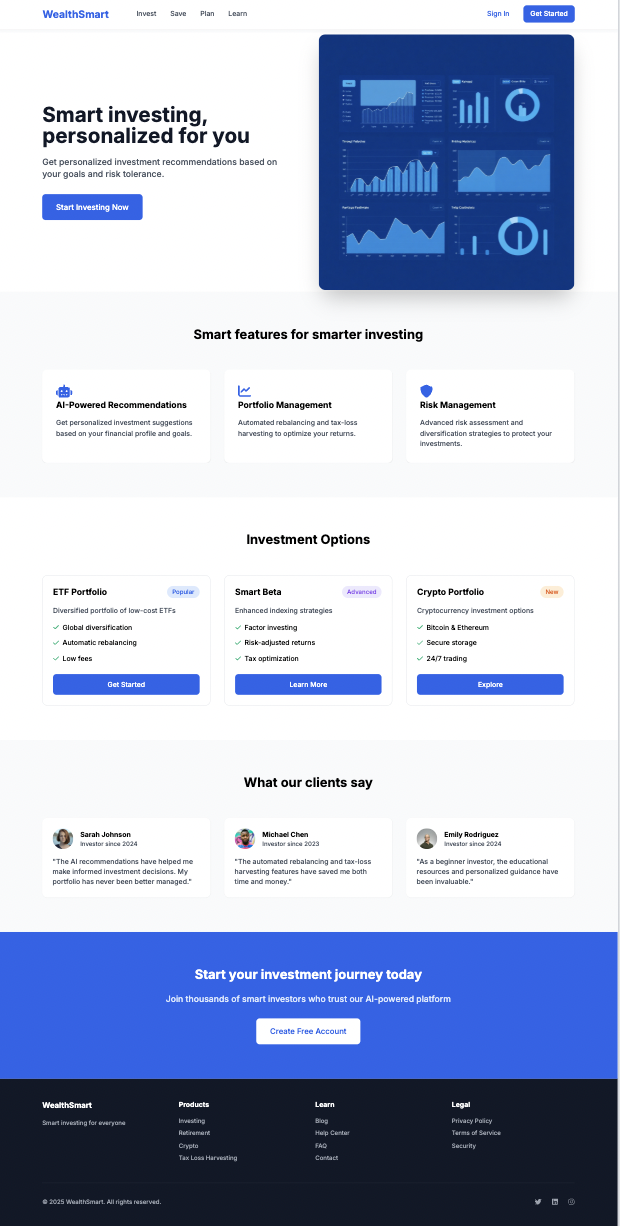 WealthSmart
Invest
Save
Plan
Learn
Sign In
Get Started
Smart investing,
personalized for you
Get personalized investment recommendations based on
your goals and risk tolerance.
Start Investing Now
Smart features for smarter investing
AI-Powered Recommendations
Get personalized investment suggestions
based on your financial profile and goals.
Portfolio Management
Automated rebalancing and tax-loss
harvesting to optimize your returns.
Risk Management
Advanced risk assessment and
diversification strategies to protect your
investments.
Investment Options
ETF Portfolio
Popular
Diversified portfolio of low-cost ETFs
Global diversification
Automatic rebalancing
Low fees
Get Started
Smart Beta
Advanced
Enhanced indexing strategies
Factor investing
Risk-adjusted returns
Tax optimization
Learn More
Crypto Portfolio
New
Cryptocurrency investment options
Bitcoin & Ethereum
Secure storage
24/7 trading
Explore
What our clients say
Sarah Johnson
Investor since 2024
"The AI recommendations have helped me
make informed investment decisions. My
portfolio has never been better managed."
Michael Chen
Investor since 2023
"The automated rebalancing and tax-loss
harvesting features have saved me both
time and money."
Emily Rodriguez
Investor since 2024
"As a beginner investor, the educational
resources and personalized guidance have
been invaluable."
Start your investment journey today
Join thousands of smart investors who trust our AI-powered platform
Create Free Account
WealthSmart
Smart investing for everyone
Products
Investing
Retirement
Crypto
Tax Loss Harvesting
Learn
Blog
Help Center
FAQ
Contact
Legal
Privacy Policy
Terms of Service
Security
© 2025 WealthSmart. All rights reserved.